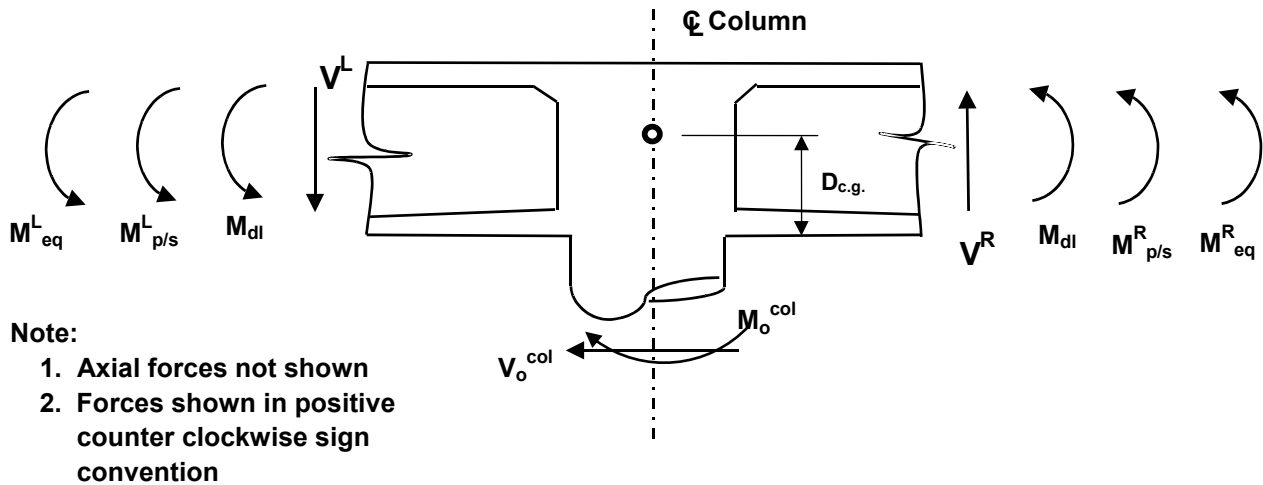 ℄ Column
V^L
D_c.g.
M^L_eq
M^L_p/s
M_dl
V^R
M_dl
M^R_p/s
M^R_eq
M_o^col
V_o^col
Note:
1. Axial forces not shown
2. Forces shown in positive
counter clockwise sign
convention